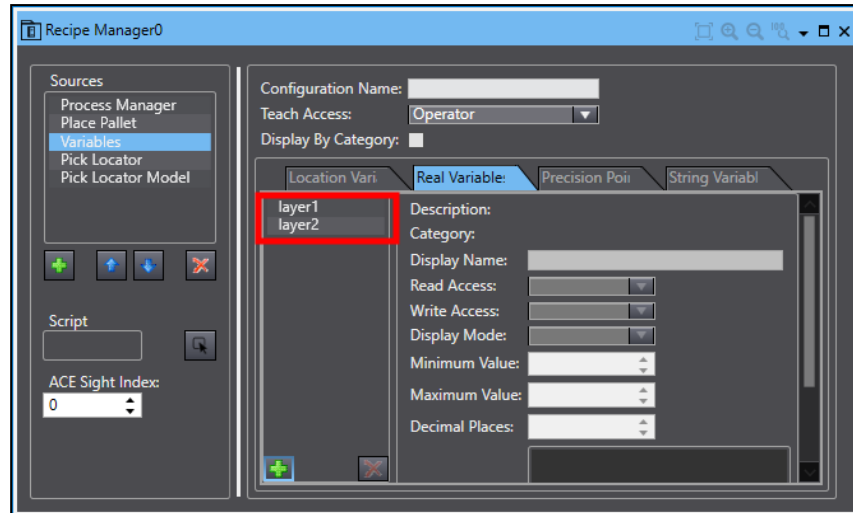 Recipe Manager0
Sources
Process Manager
Place Pallet
Variables
Pick Locator
Pick Locator Model
Script
ACE Sight Index:
0
Configuration Name:
Teach Access: Operator
Display By Category:
Location Vari Real Variable: Precision Poi String Variabl
layer1
layer2
Description:
Category:
Display Name:
Read Access:
Write Access:
Display Mode:
Minimum Value:
Maximum Value:
Decimal Places: